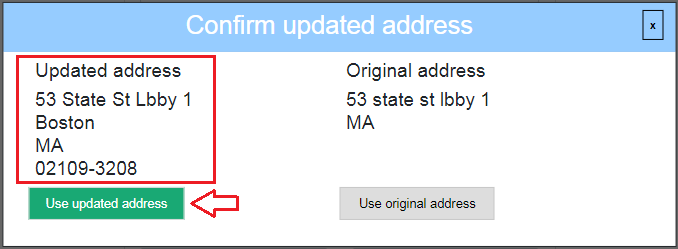 Confirm updated address
x
Updated address
53 State St Lbby 1
Boston
MA
02109-3208
Use updated address
Original address
53 state st lbby 1
MA
Use original address